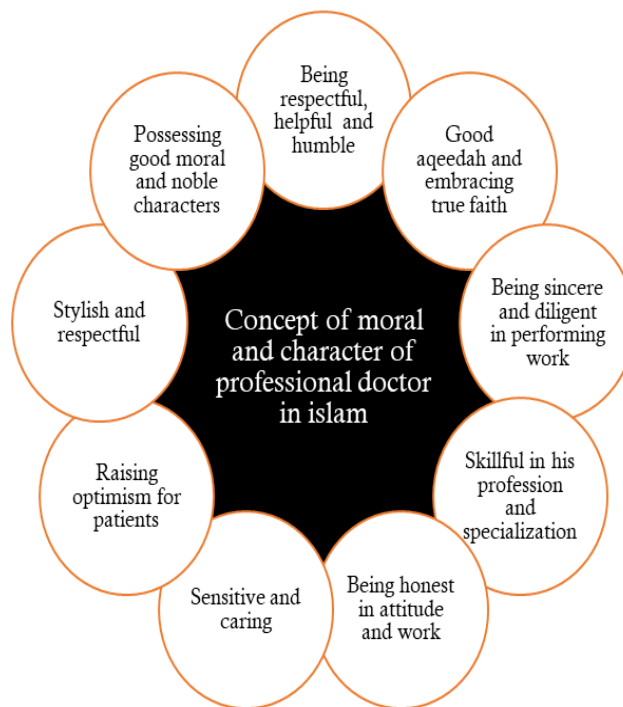 Being
respectful,
helpful and
humble
Good
aqeedah and
embracing
true faith
Being sincere
and diligent
in performing
work
Skillful in his
profession
and
specialization
Being honest
in attitude
and work
Sensitive and
caring
Raising
optimism for
patients
Stylish and
respectful
Possessing
good moral
and noble
characters
Concept of moral
and character of
professional doctor
in islam